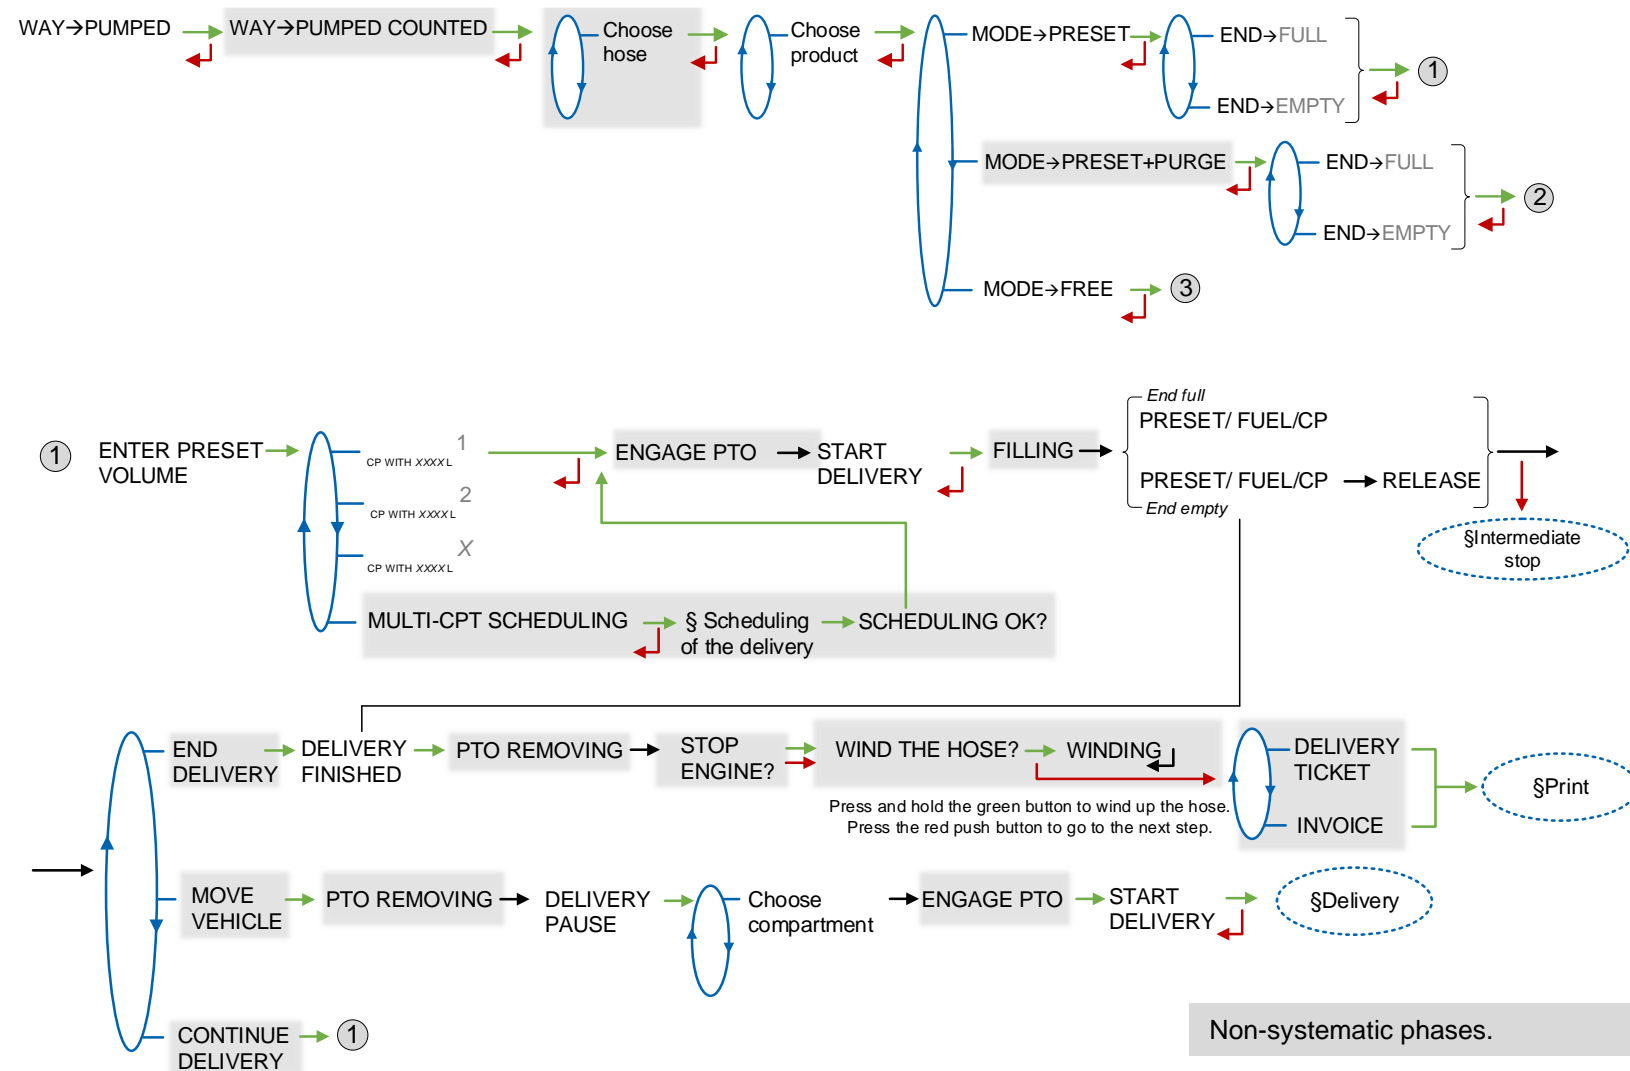 WAY→PUMPED
WAY→PUMPED COUNTED
Choose
hose
Choose
product
MODE→PRESET
END→FULL
END→EMPTY
1
MODE→PRESET+PURGE
END→FULL
END→EMPTY
2
MODE→FREE
3
1
ENTER PRESET
VOLUME
CP WITH XXXX L 1
CP WITH XXXX L 2
CP WITH XXXX L X
MULTI-CPT SCHEDULING
§ Scheduling
of the delivery
SCHEDULING OK?
ENGAGE PTO
START
DELIVERY
FILLING
End full
PRESET/ FUEL/CP
PRESET/ FUEL/CP
RELEASE
End empty
§Intermediate
stop
END
DELIVERY
DELIVERY
FINISHED
PTO REMOVING
STOP
ENGINE?
WIND THE HOSE?
WINDING
Press and hold the green button to wind up the hose.
Press the red push button to go to the next step.
DELIVERY
TICKET
INVOICE
§Print
MOVE
VEHICLE
PTO REMOVING
DELIVERY
PAUSE
Choose
compartment
ENGAGE PTO
START
DELIVERY
§Delivery
CONTINUE
DELIVERY
1
Non-systematic phases.